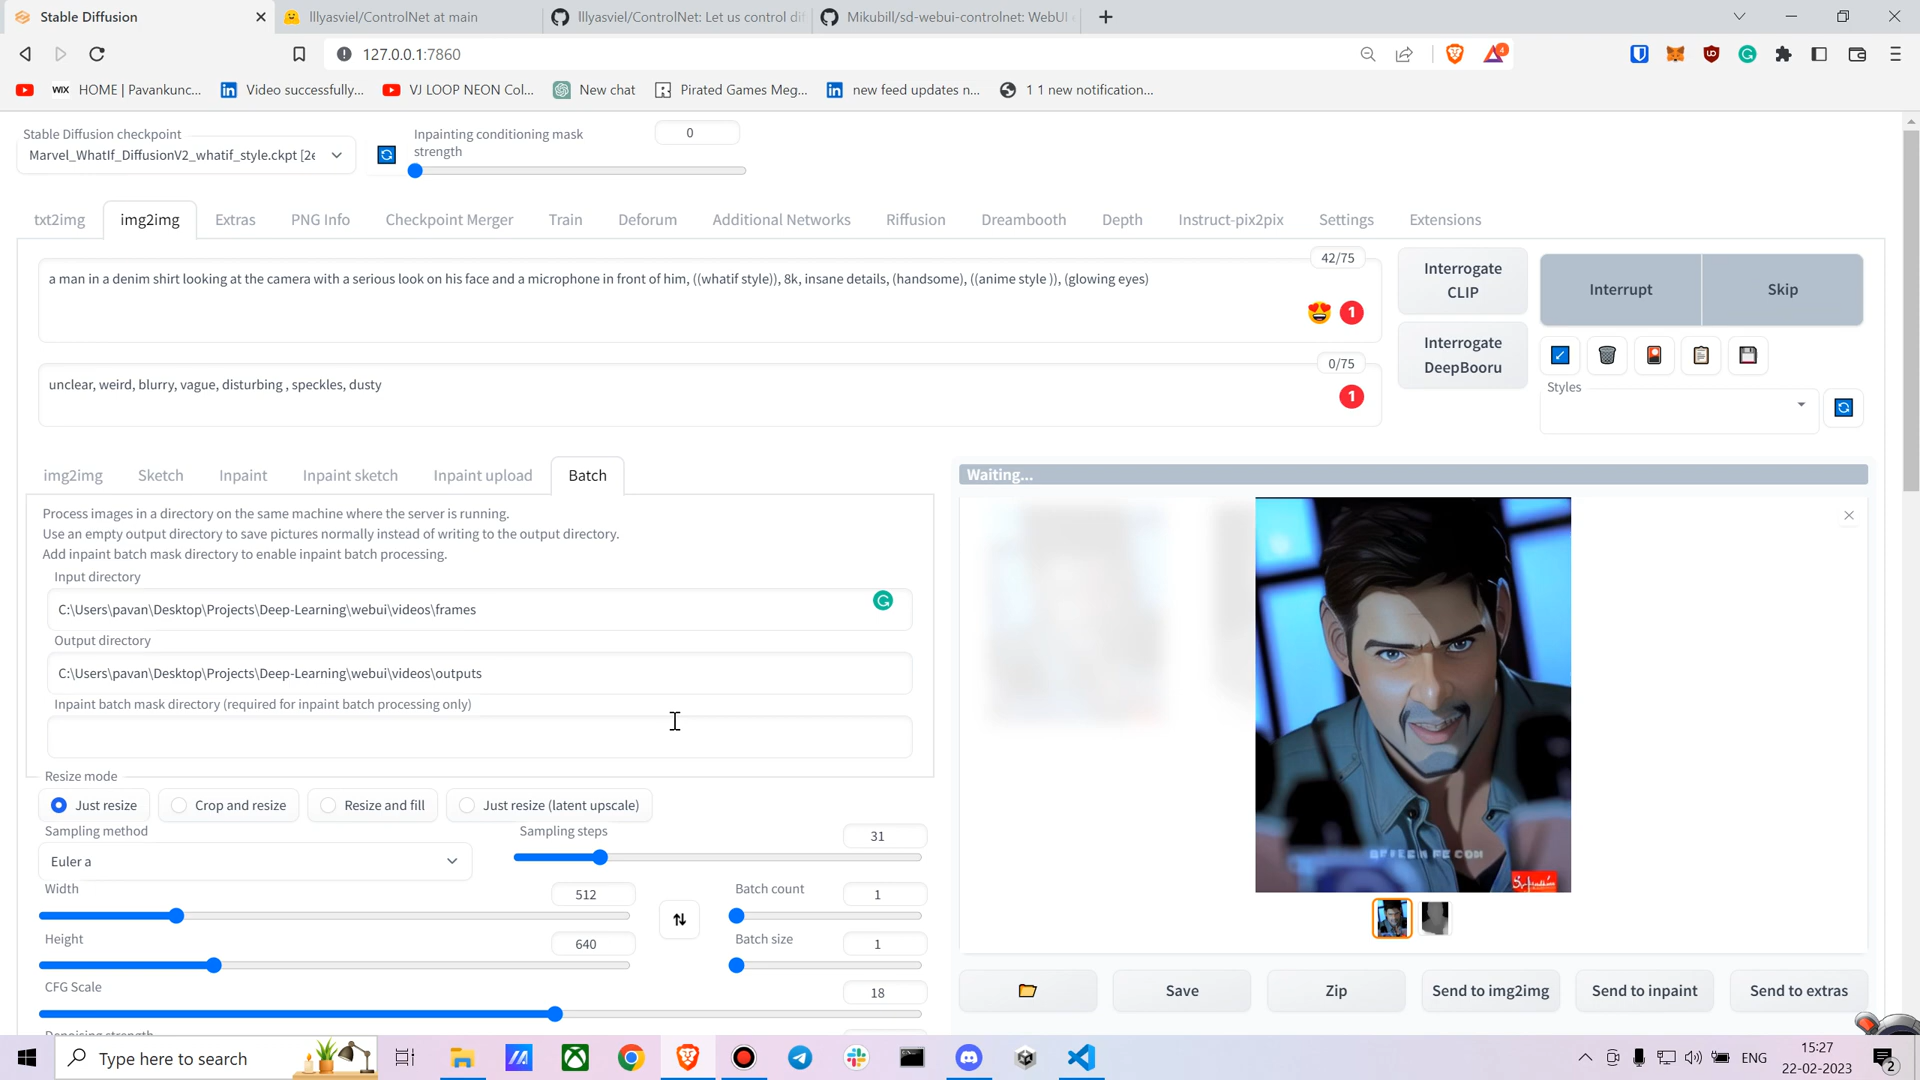 Stable Diffusion
lllyasviel/ControlNet at main
lllyasviel/ControlNet: Let us control dif
Mikubill/sd-webui-controlnet: WebUI
127.0.0.1:7860
4
HOME | Pavankunc...
Video successfully...
VJ LOOP NEON Col...
New chat
Pirated Games Meg...
new feed updates n...
1 1 new notification...
Stable Diffusion checkpoint
Marvel_WhatIf_DiffusionV2_whatif_style.ckpt [2e
Inpainting conditioning mask strength
0
txt2img
img2img
Extras
PNG Info
Checkpoint Merger
Train
Deforum
Additional Networks
Riffusion
Dreambooth
Depth
Instruct-pix2pix
Settings
Extensions
42/75
a man in a denim shirt looking at the camera with a serious look on his face and a microphone in front of him, ((whatif style)), 8k, insane details, (handsome), ((anime style )), (glowing eyes)
1
0/75
unclear, weird, blurry, vague, disturbing , speckles, dusty
1
Interrogate CLIP
Interrogate DeepBooru
Interrupt
Skip
Styles
img2img
Sketch
Inpaint
Inpaint sketch
Inpaint upload
Batch
Process images in a directory on the same machine where the server is running.
Use an empty output directory to save pictures normally instead of writing to the output directory.
Add inpaint batch mask directory to enable inpaint batch processing.
Input directory
C:\Users\pavan\Desktop\Projects\Deep-Learning\webui\videos\frames
Output directory
C:\Users\pavan\Desktop\Projects\Deep-Learning\webui\videos\outputs
Inpaint batch mask directory (required for inpaint batch processing only)
Resize mode
Just resize
Crop and resize
Resize and fill
Just resize (latent upscale)
Sampling method
Euler a
Sampling steps
31
Width
512
Height
640
Batch count
1
Batch size
1
CFG Scale
18
Denoising strength
Waiting...
Save
Zip
Send to img2img
Send to inpaint
Send to extras
Type here to search
ENG
15:27
22-02-2023
2